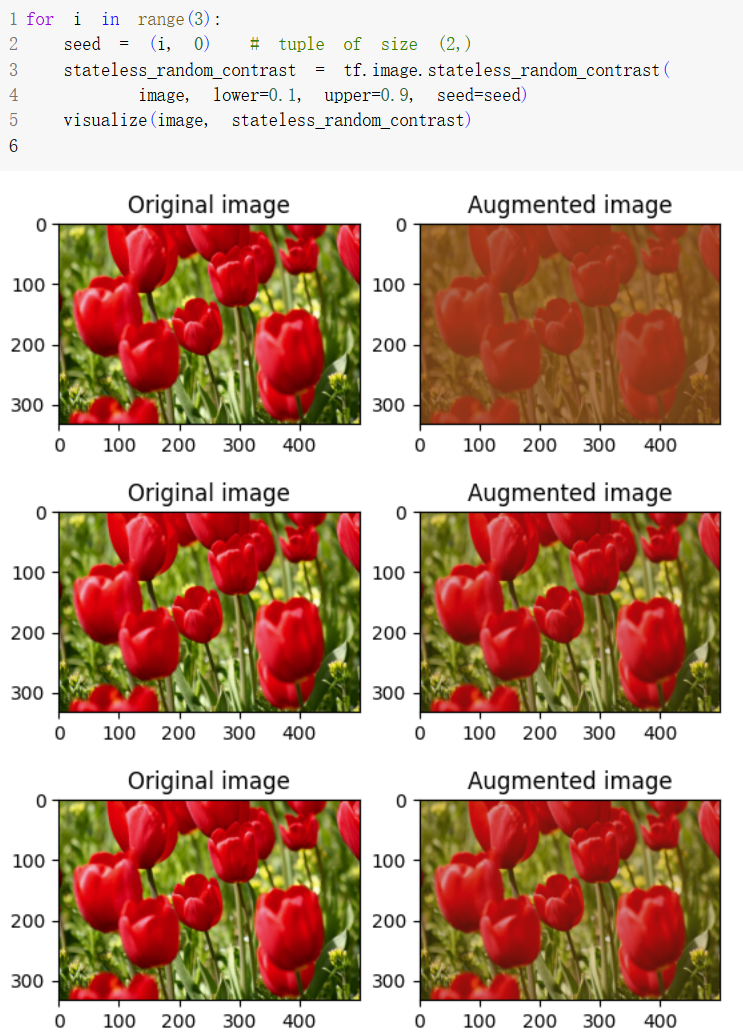 1 for i in range(3):
2 seed = (i, 0) # tuple of size (2,)
3 stateless_random_contrast = tf.image.stateless_random_contrast(
4 image, lower=0.1, upper=0.9, seed=seed)
5 visualize(image, stateless_random_contrast)
6
Original image Augmented image
0 0
100 100
200 200
300 300
0 100 200 300 400 0 100 200 300 400
Original image Augmented image
0 0
100 100
200 200
300 300
0 100 200 300 400 0 100 200 300 400
Original image Augmented image
0 0
100 100
200 200
300 300
0 100 200 300 400 0 100 200 300 400